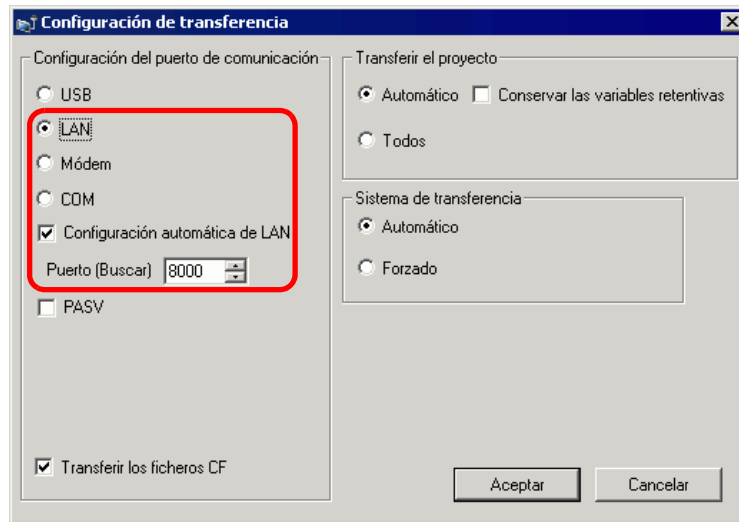 Configuración de transferencia
Configuración del puerto de comunicación
USB
LAN
Módem
COM
Configuración automática de LAN
Puerto (Buscar) 8000
PASV
Transferir los ficheros CF
Transferir el proyecto
Automático Conservar las variables retentivas
Todos
Sistema de transferencia
Automático
Forzado
Aceptar Cancelar